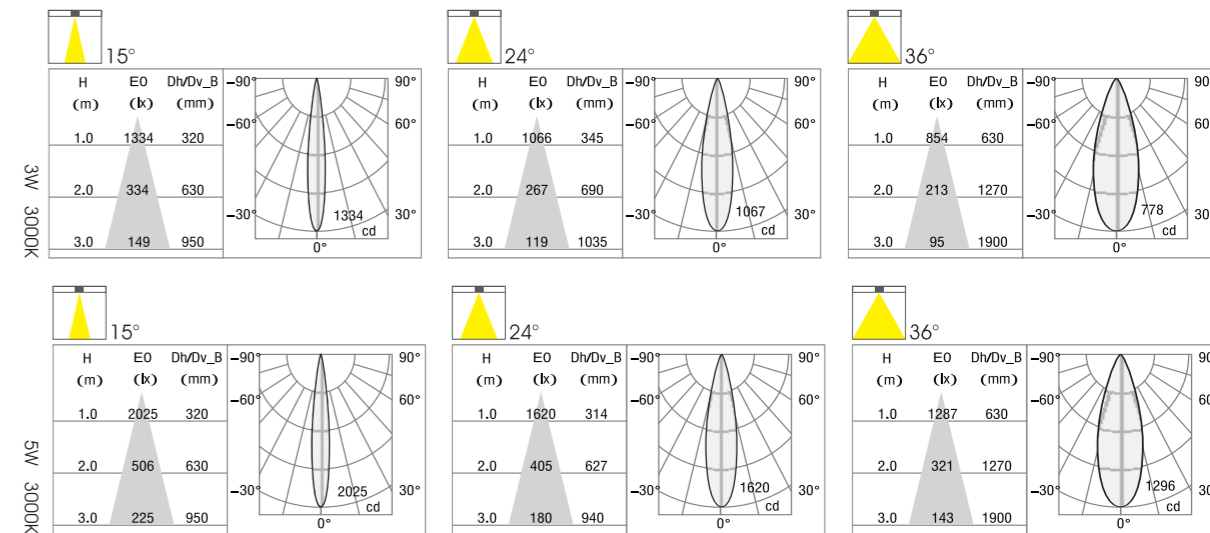 15°
H E0 Dh/Dv_B
(m) (lx) (mm)
1.0 1334 320
2.0 334 630
3.0 149 950
-90° 90°
-60° 60°
-30° 30°
1334
cd
0°
24°
H E0 Dh/Dv_B
(m) (lx) (mm)
1.0 1066 345
2.0 267 690
3.0 119 1035
-90° 90°
-60° 60°
-30° 30°
1067
cd
0°
36°
H E0 Dh/Dv_B
(m) (lx) (mm)
1.0 854 630
2.0 213 1270
3.0 95 1900
-90° 90
-60° 60
-30° 30
778
cd
0°
3W 3000K
15°
H E0 Dh/Dv_B
(m) (lx) (mm)
1.0 2025 320
2.0 506 630
3.0 225 950
-90° 90°
-60° 60°
-30° 30°
2025
cd
0°
24°
H E0 Dh/Dv_B
(m) (lx) (mm)
1.0 1620 314
2.0 405 627
3.0 180 940
-90° 90°
-60° 60°
-30° 30°
1620
cd
0°
36°
H E0 Dh/Dv_B
(m) (lx) (mm)
1.0 1287 630
2.0 321 1270
3.0 143 1900
-90° 90°
-60° 60°
-30° 30°
1296
cd
0°
5W 3000K